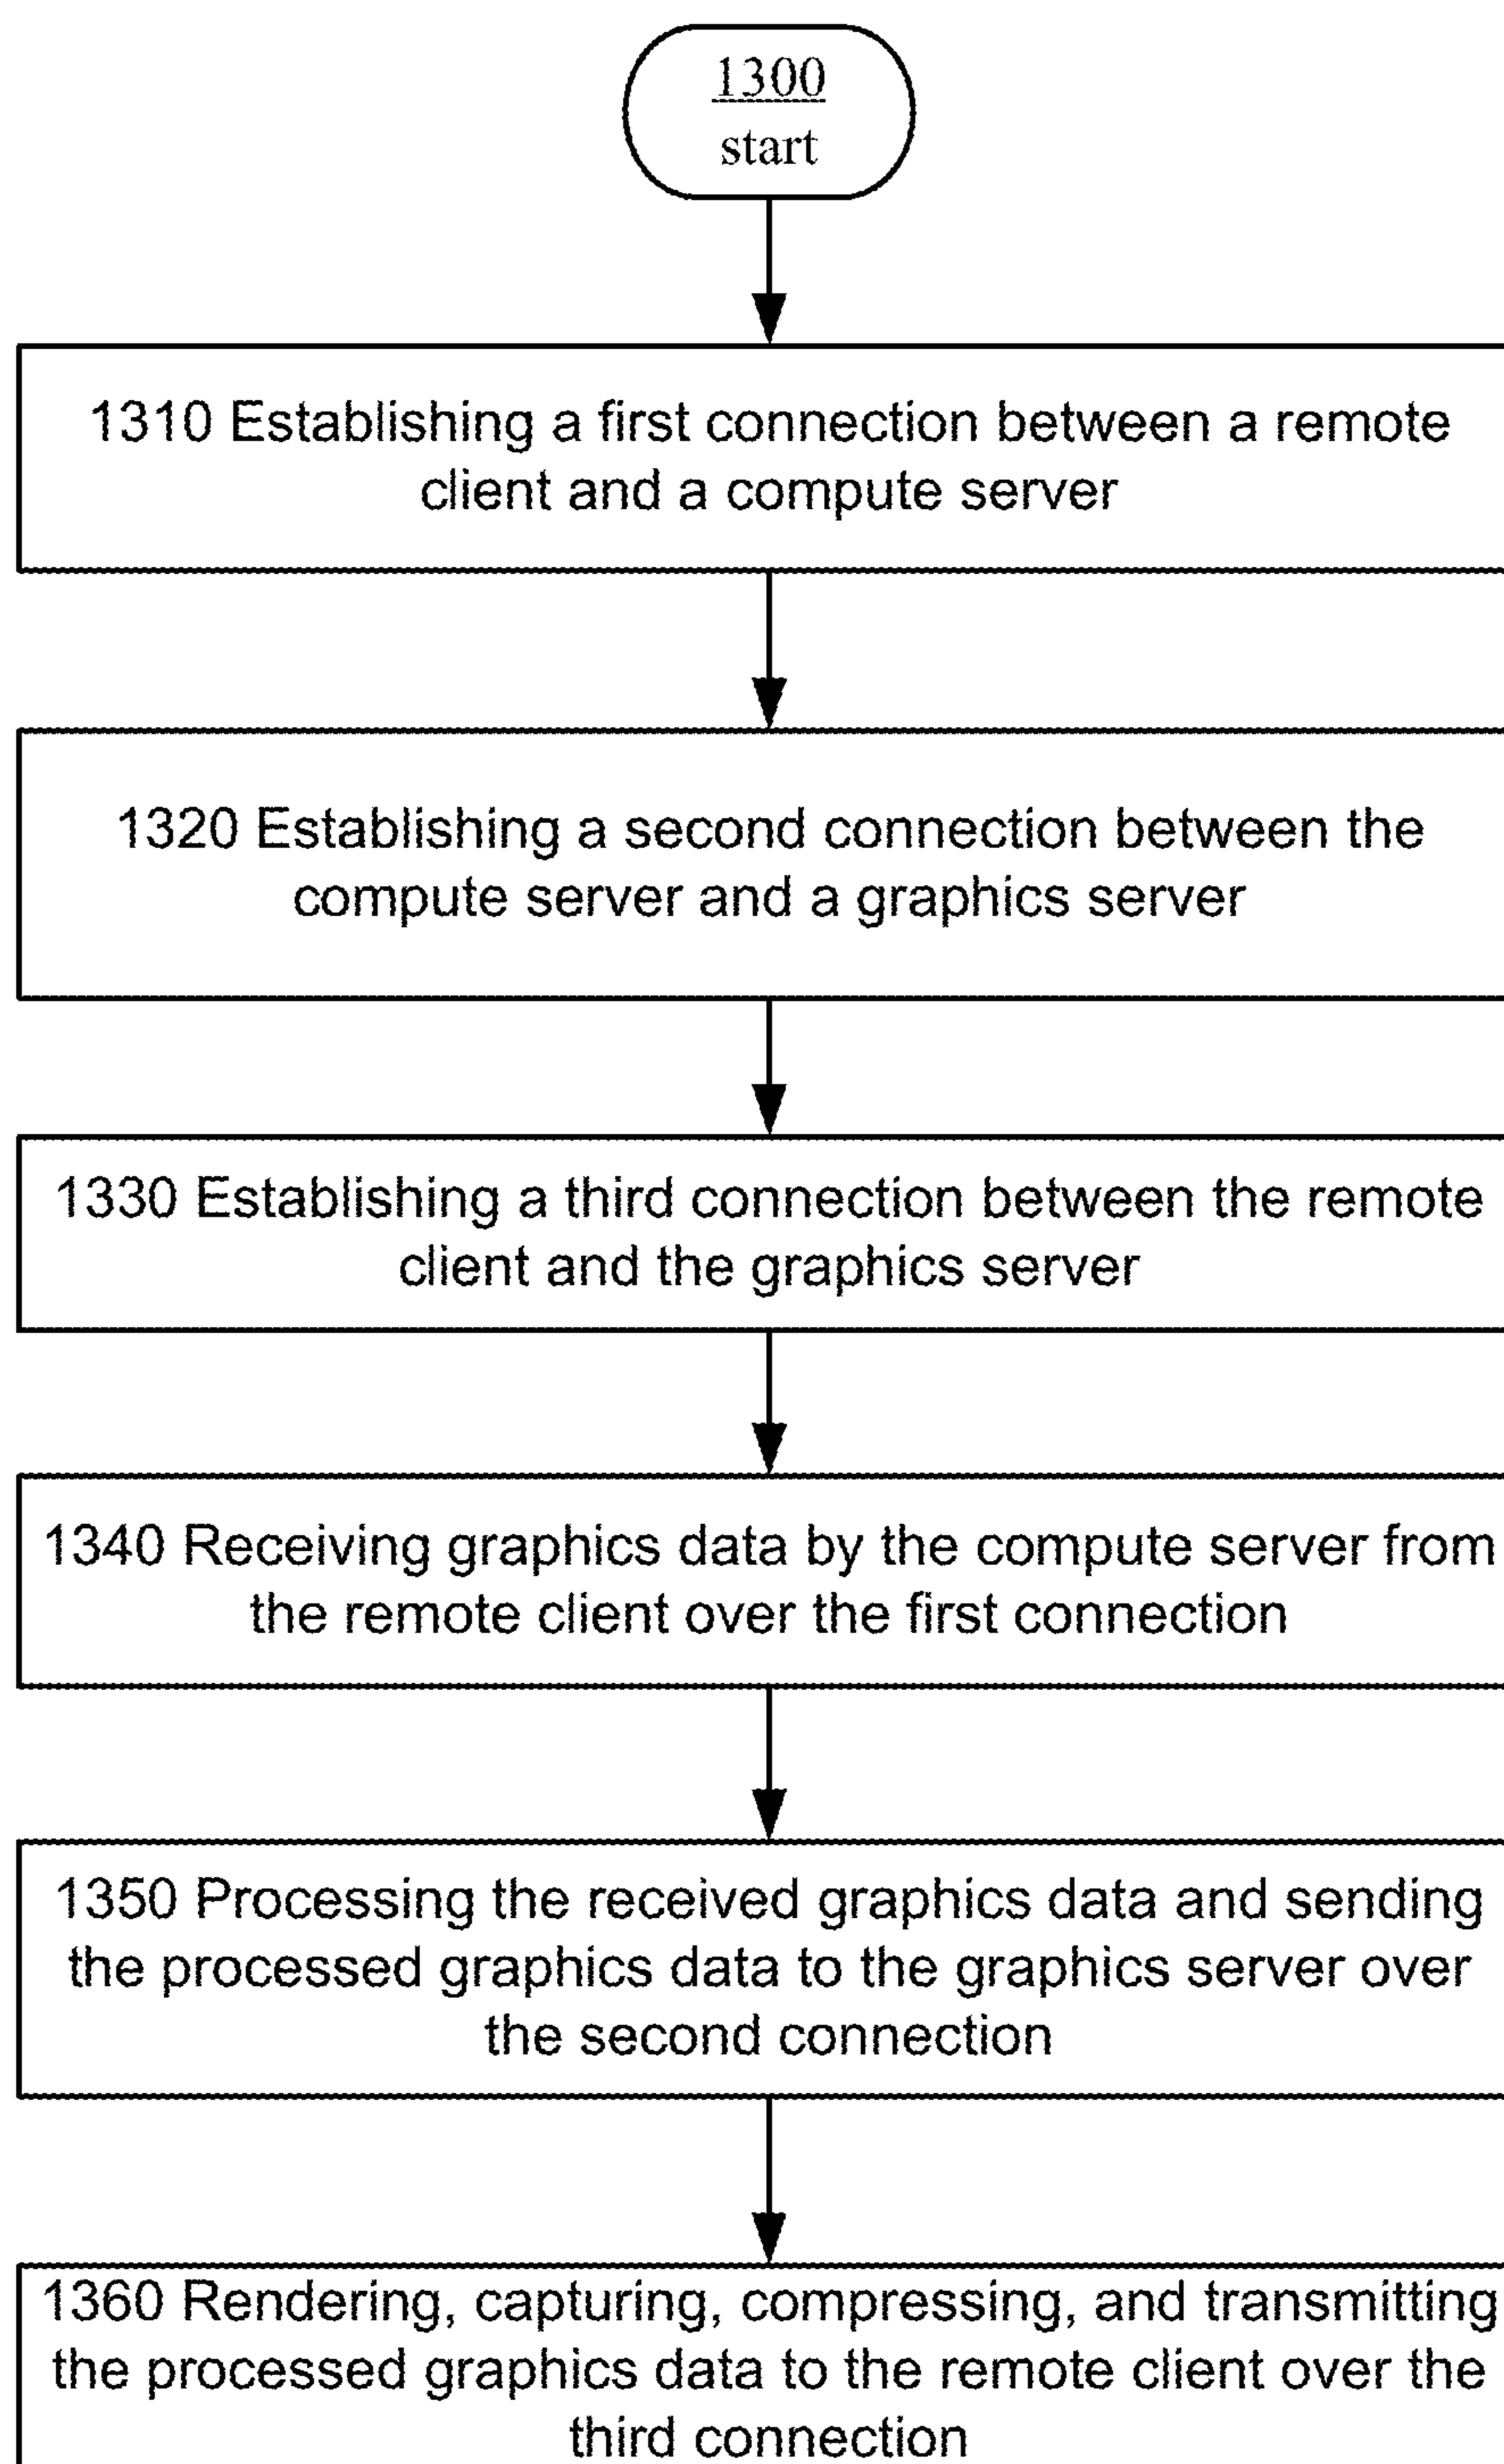 1300
start
1310 Establishing a first connection between a remote
client and a compute server
1320 Establishing a second connection between the
compute server and a graphics server
1330 Establishing a third connection between the remote
client and the graphics server
1340 Receiving graphics data by the compute server from
the remote client over the first connection
1350 Processing the received graphics data and sending
the processed graphics data to the graphics server over
the second connection
1360 Rendering, capturing, compressing, and transmitting
the processed graphics data to the remote client over the
third connection